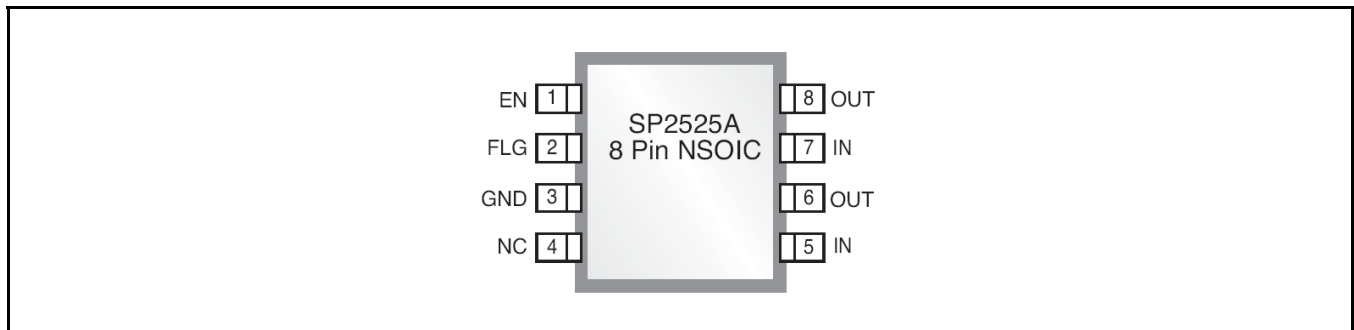 EN 1
FLG 2
GND 3
NC 4
SP2525A
8 Pin NSOIC
8 OUT
7 IN
6 OUT
5 IN